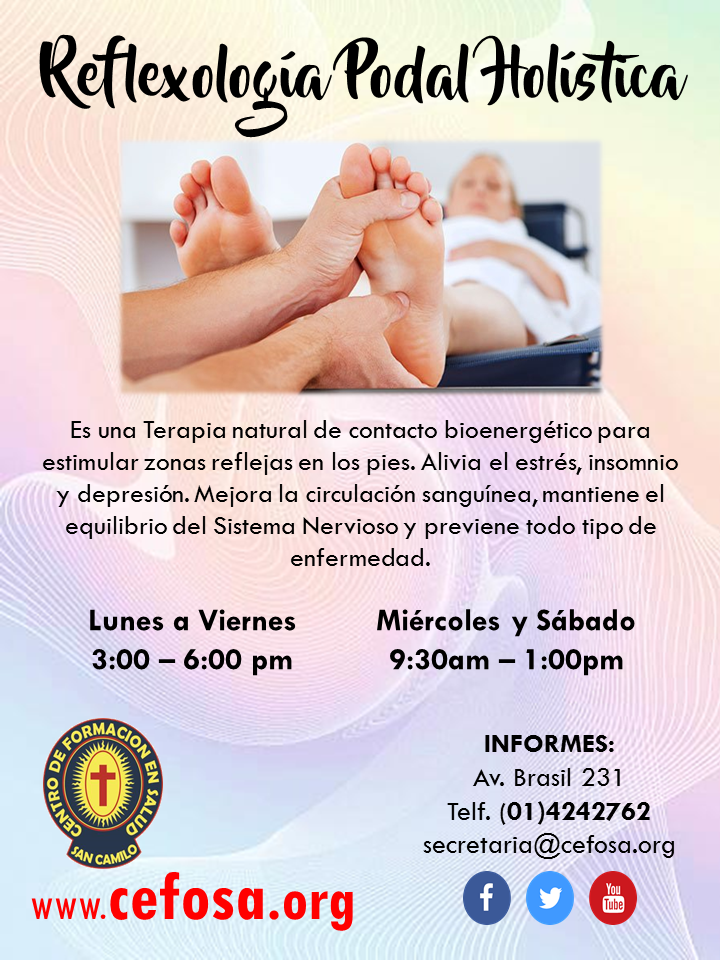 Reflexología Podal Holística
Es una Terapia natural de contacto bioenergético para
estimular zonas reflejas en los pies. Alivia el estrés, insomnio
y depresión. Mejora la circulación sanguínea, mantiene el
equilibrio del Sistema Nervioso y previene todo tipo de
enfermedad.
Lunes a Viernes
3:00 – 6:00 pm
Miércoles y Sábado
9:30am – 1:00pm
CENTRO DE FORMACION EN SALUD
SAN CAMILO
www.cefosa.org
INFORMES:
Av. Brasil 231
Telf. (01)4242762
secretaria@cefosa.org
You
Tube